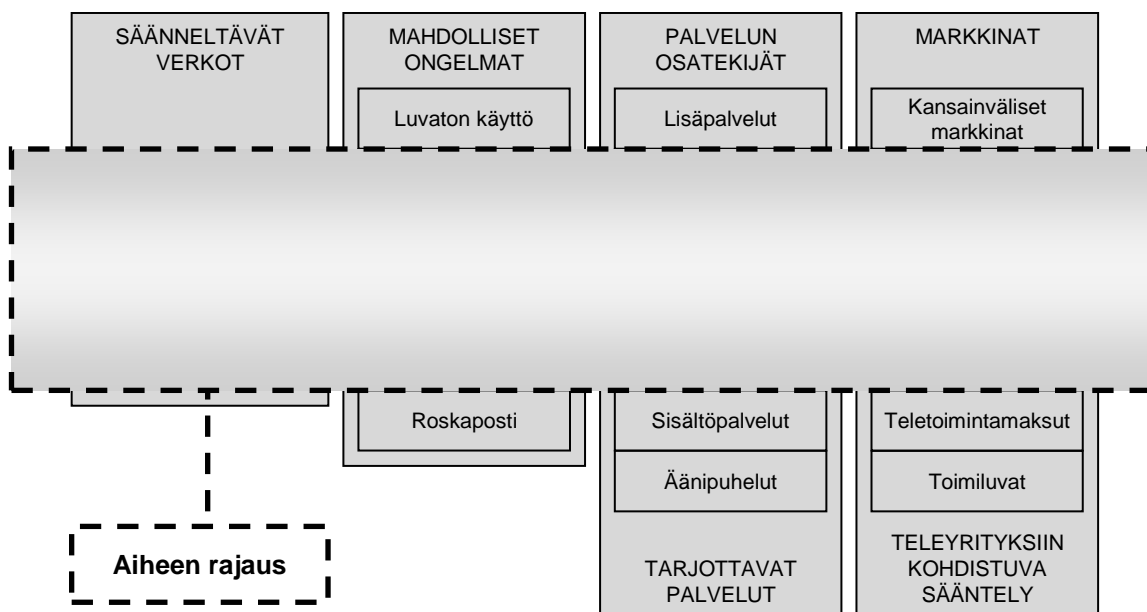 SÄÄNNELTÄVÄT
VERKOT
MAHDOLLISET
ONGELMAT
PALVELUN
OSATEKIJÄT
MARKKINAT
Luvaton käyttö
Lisäpalvelut
Kansainväliset
markkinat
Roskaposti
Sisältöpalvelut
Teletoimintamaksut
Äänipuhelut
Toimiluvat
Aiheen rajaus
TARJOTTAVAT
PALVELUT
TELEYRITYKSIIN
KOHDISTUVA
SÄÄNTELY